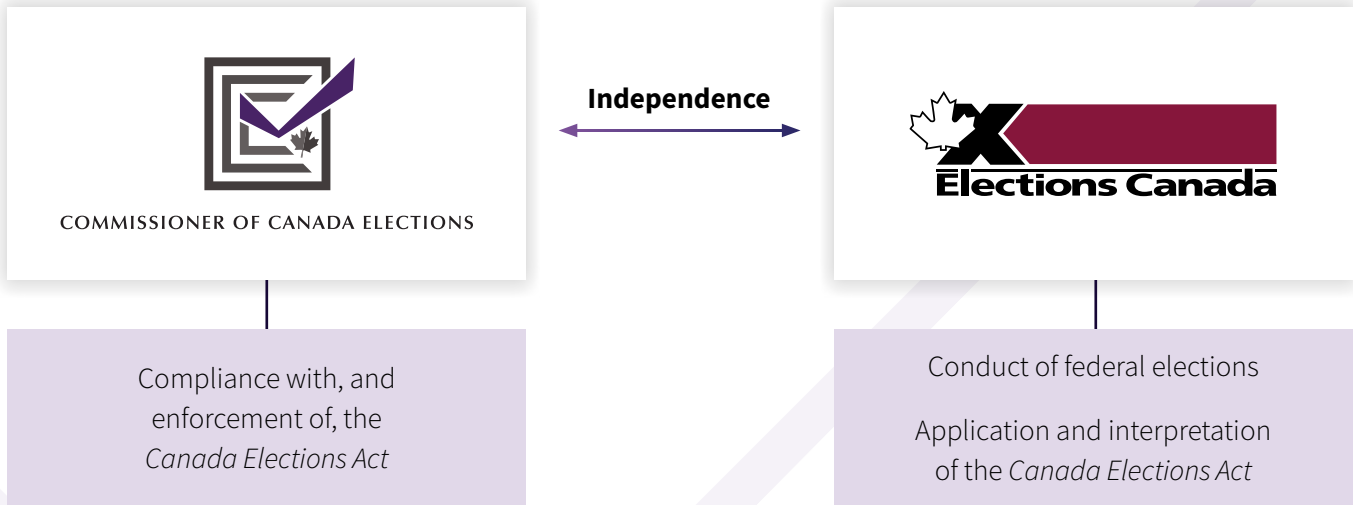 COMMISSIONER OF CANADA ELECTIONS
Independence
Elections Canada
Compliance with, and
enforcement of, the
Canada Elections Act
Conduct of federal elections
Application and interpretation
of the Canada Elections Act